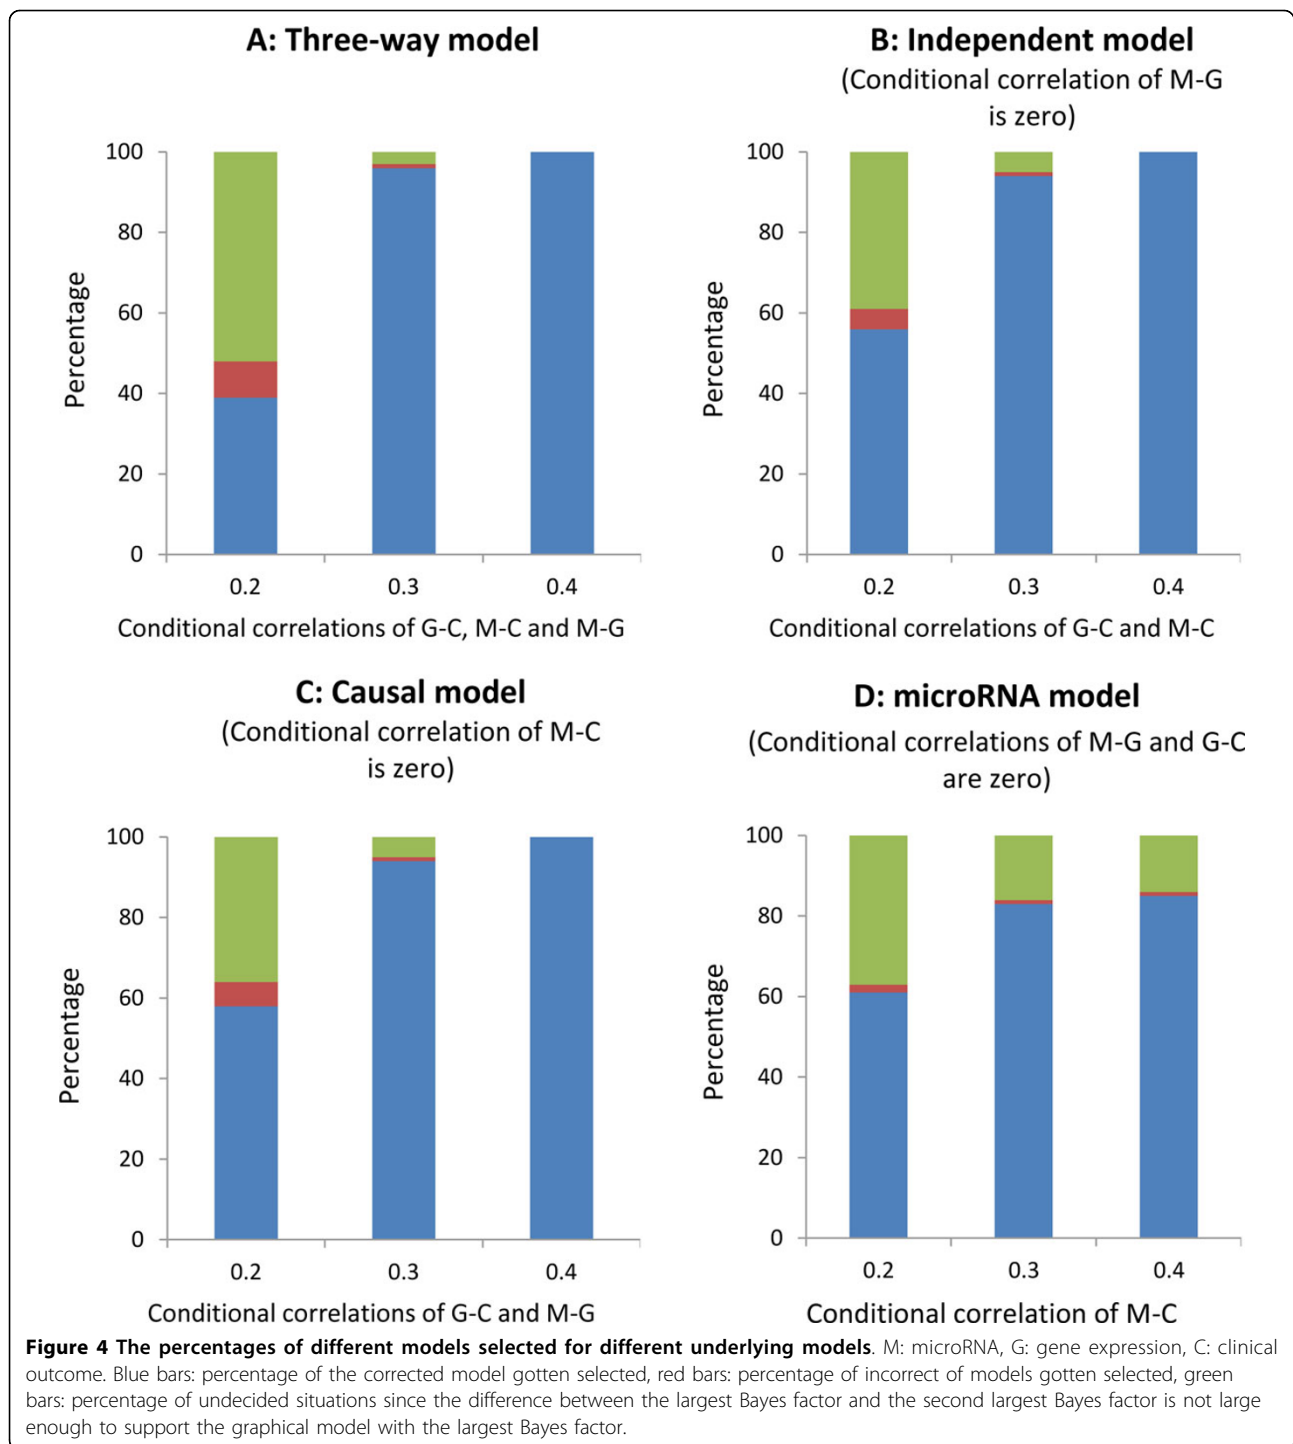 A: Three-way model
100
80
60
40
20
0
Percentage
0.2 0.3 0.4
Conditional correlations of G-C, M-C and M-G
B: Independent model
(Conditional correlation of M-G
is zero)
100
80
60
40
20
0
Percentage
0.2 0.3 0.4
Conditional correlations of G-C and M-C
C: Causal model
(Conditional correlation of M-C
is zero)
100
80
60
40
20
0
Percentage
0.2 0.3 0.4
Conditional correlations of G-C and M-G
D: microRNA model
(Conditional correlations of M-G and G-C
are zero)
100
80
60
40
20
0
Percentage
0.2 0.3 0.4
Conditional correlation of M-C
Figure 4 The percentages of different models selected for different underlying models. M: microRNA, G: gene expression, C: clinical
outcome. Blue bars: percentage of the corrected model gotten selected, red bars: percentage of incorrect of models gotten selected, green
bars: percentage of undecided situations since the difference between the largest Bayes factor and the second largest Bayes factor is not large
enough to support the graphical model with the largest Bayes factor.